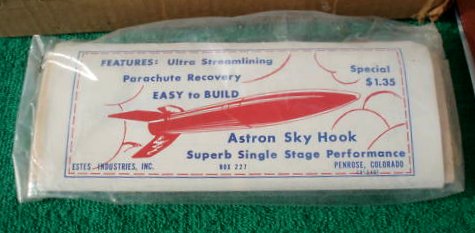 FEATURES: Ultra Streamlining
Parachute Recovery
EASY to BUILD
Special
$1.35
Astron Sky Hook
Superb Single Stage Performance
ESTES INDUSTRIES, INC.
BOX 227
PENROSE, COLORADO